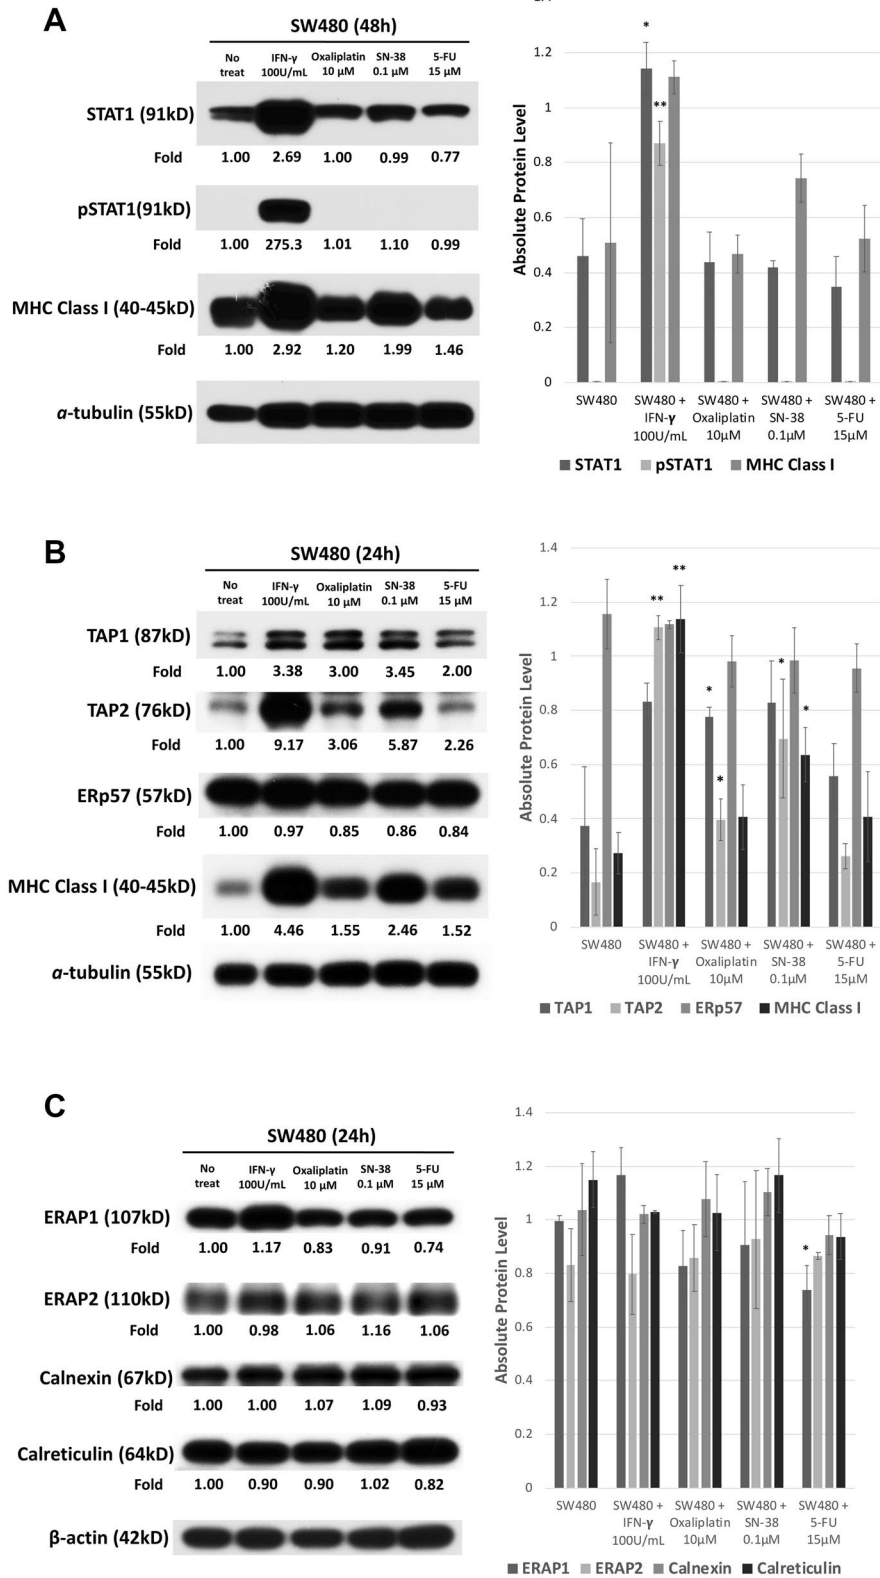 A
SW480 (48h)
No treat
IFN-γ 100U/mL
Oxaliplatin 10 μM
SN-38 0.1 μM
5-FU 15 μM
STAT1 (91kD)
Fold 1.00 2.69 1.00 0.99 0.77
pSTAT1(91kD)
Fold 1.00 275.3 1.01 1.10 0.99
MHC Class I (40-45kD)
Fold 1.00 2.92 1.20 1.99 1.46
α-tubulin (55kD)
Absolute Protein Level
1.2
1
0.8
0.6
0.4
0.2
0
*
**
SW480 SW480 + SW480 + SW480 + SW480 +
IFN-γ Oxaliplatin SN-38 5-FU
100U/mL 10μM 0.1μM 15μM
STAT1 pSTAT1 MHC Class I
B
SW480 (24h)
No treat
IFN-γ 100U/mL
Oxaliplatin 10 μM
SN-38 0.1 μM
5-FU 15 μM
TAP1 (87kD)
Fold 1.00 3.38 3.00 3.45 2.00
TAP2 (76kD)
Fold 1.00 9.17 3.06 5.87 2.26
ERp57 (57kD)
Fold 1.00 0.97 0.85 0.86 0.84
MHC Class I (40-45kD)
Fold 1.00 4.46 1.55 2.46 1.52
α-tubulin (55kD)
Absolute Protein Level
1.4
1.2
1
0.8
0.6
0.4
0.2
0
** ** * * * *
SW480 SW480 + SW480 + SW480 + SW480 +
IFN-γ Oxaliplatin SN-38 5-FU
100U/mL 10μM 0.1μM 15μM
TAP1 TAP2 ERp57 MHC Class I
C
SW480 (24h)
No treat
IFN-γ 100U/mL
Oxaliplatin 10 μM
SN-38 0.1 μM
5-FU 15 μM
ERAP1 (107kD)
Fold 1.00 1.17 0.83 0.91 0.74
ERAP2 (110kD)
Fold 1.00 0.98 1.06 1.16 1.06
Calnexin (67kD)
Fold 1.00 1.00 1.07 1.09 0.93
Calreticulin (64kD)
Fold 1.00 0.90 0.90 1.02 0.82
β-actin (42kD)
Absolute Protein Level
1.4
1.2
1
0.8
0.6
0.4
0.2
0
*
SW480 SW480 + SW480 + SW480 + SW480 +
IFN-γ Oxaliplatin SN-38 5-FU
100U/mL 10μM 0.1μM 15μM
ERAP1 ERAP2 Calnexin Calreticulin